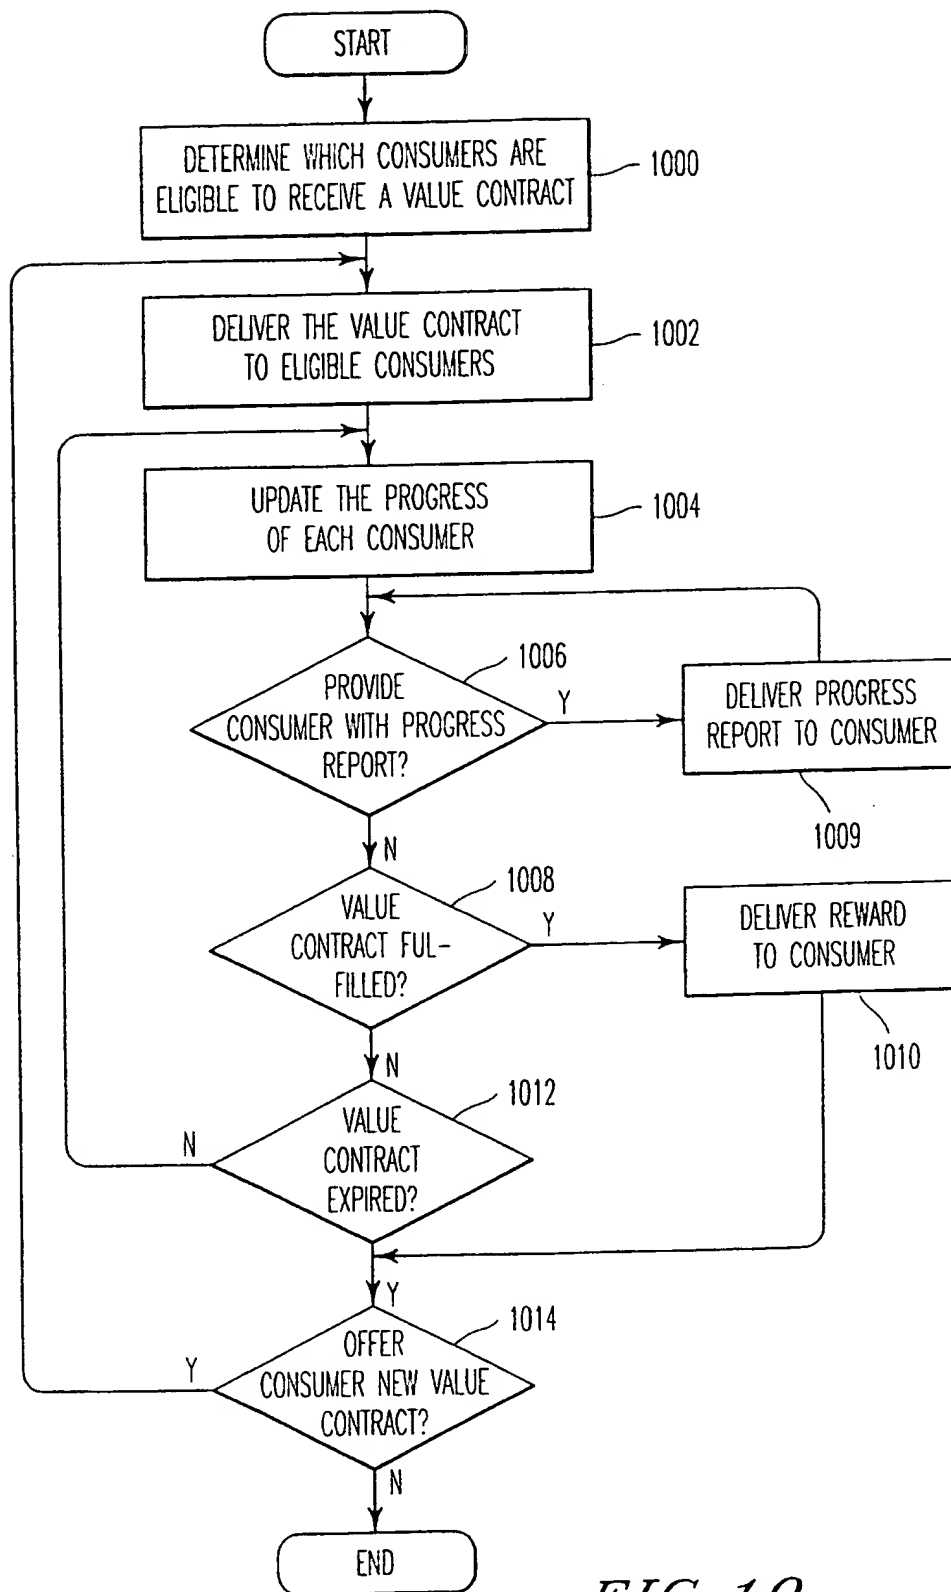 START
DETERMINE WHICH CONSUMERS ARE
ELIGIBLE TO RECEIVE A VALUE CONTRACT
1000
DELIVER THE VALUE CONTRACT
TO ELIGIBLE CONSUMERS
1002
UPDATE THE PROGRESS
OF EACH CONSUMER
1004
PROVIDE
CONSUMER WITH PROGRESS
REPORT?
1006
Y
DELIVER PROGRESS
REPORT TO CONSUMER
1009
N
VALUE
CONTRACT FUL-
FILLED?
1008
Y
DELIVER REWARD
TO CONSUMER
1010
N
VALUE
CONTRACT
EXPIRED?
1012
N
Y
OFFER
CONSUMER NEW VALUE
CONTRACT?
1014
Y
N
END